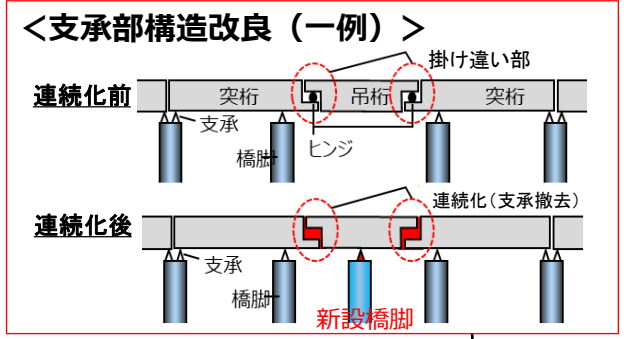 ＜支承部構造改良（一例）＞
掛け違い部
連続化前
突桁
吊桁
突桁
支承
橋脚
ヒンジ
連続化（支承撤去）
連続化後
支承
橋脚
新設橋脚